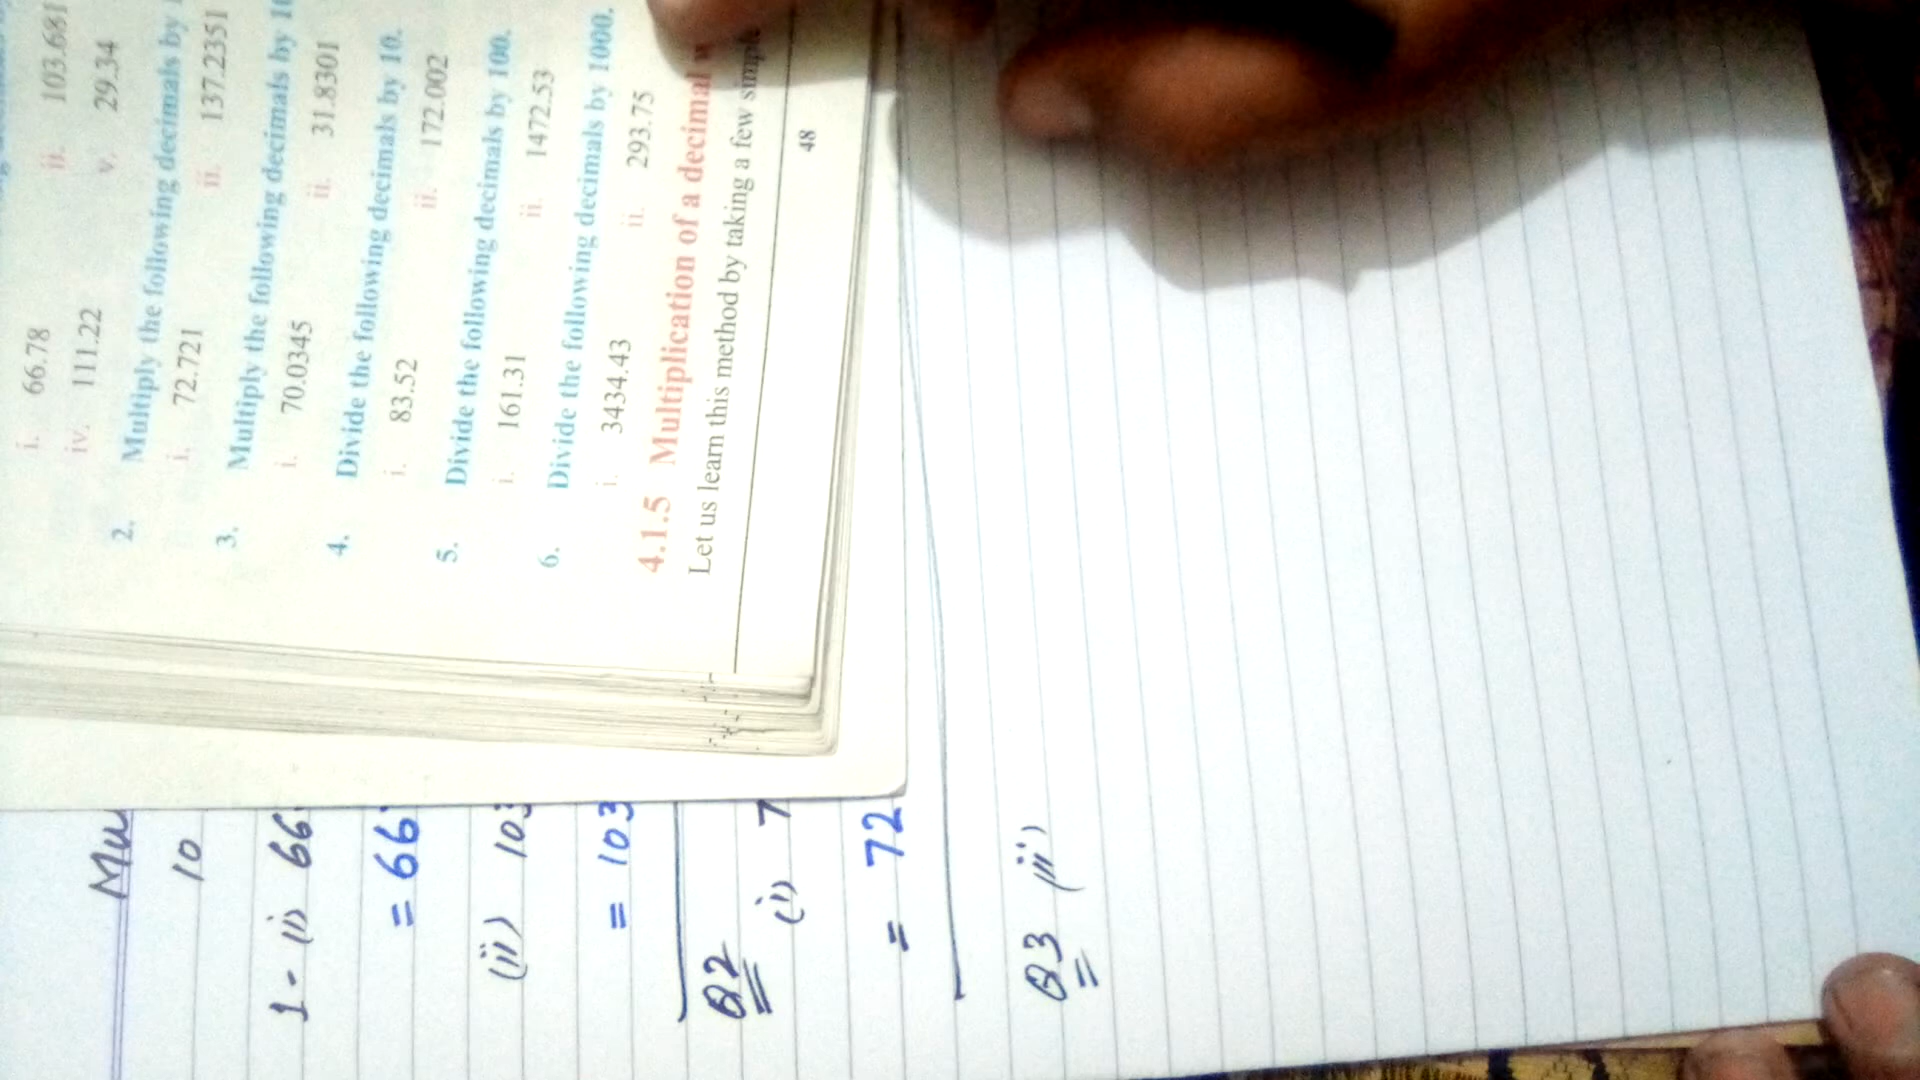 i. 66.78 ii. 103.681
iv. 111.22 v. 29.34
2. Multiply the following decimals by
i. 72.721 ii. 137.2351
3. Multiply the following decimals by 10
i. 70.0345 ii. 31.8301
4. Divide the following decimals by 10.
i. 83.52 ii. 172.002
5. Divide the following decimals by 100.
i. 161.31 ii. 1472.53
6. Divide the following decimals by 1000.
i. 3434.43 ii. 293.75
4.1.5 Multiplication of a decimal
Let us learn this method by taking a few
48
Mu
10
1 - (i) 66.
= 66.
(ii) 103
= 103
Q2 (i) 7
= 72
Q3 (ii)